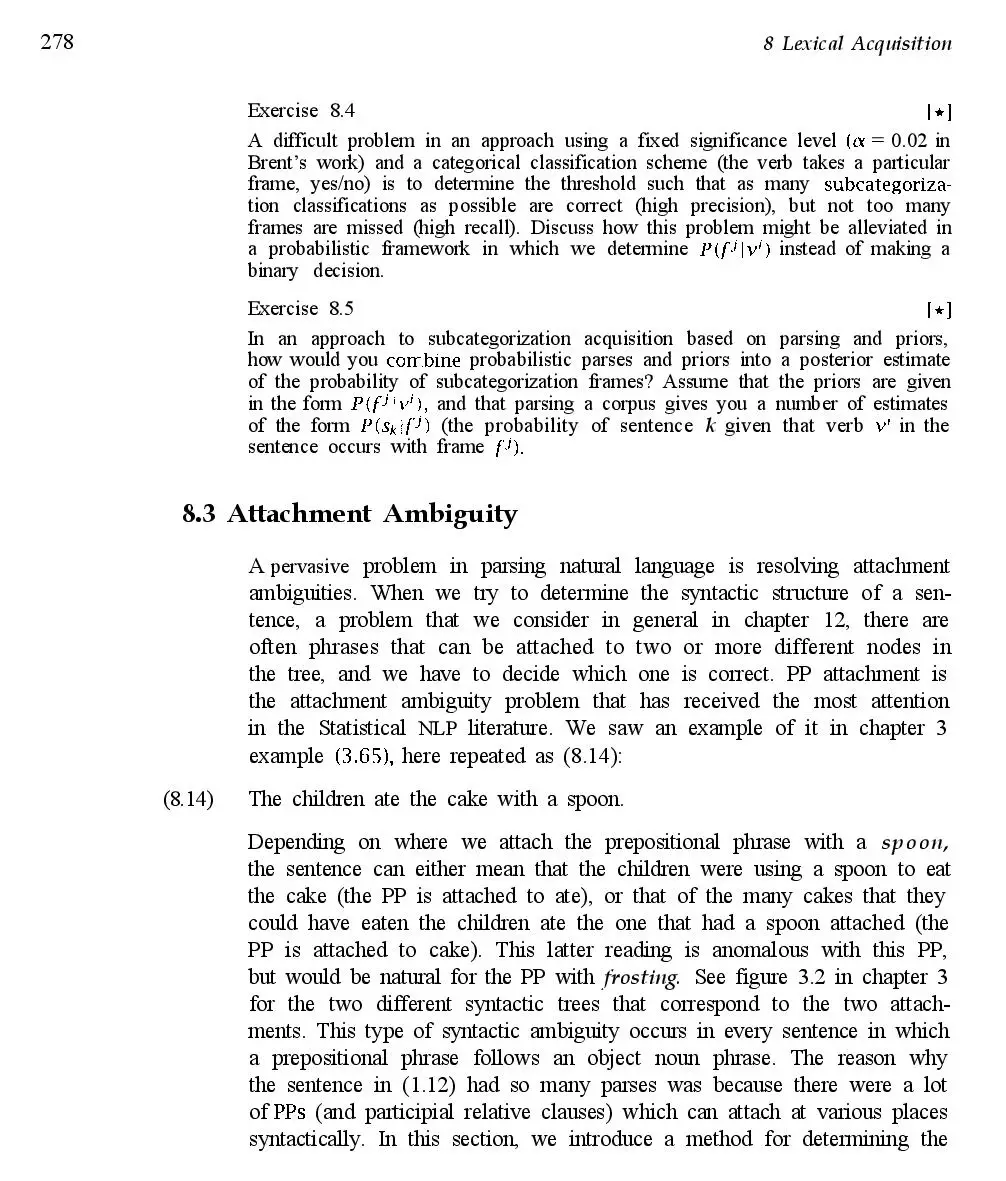 278
8 Lexical Acquisition
Exercise 8.4 [⋆]
A difficult problem in an approach using a fixed significance level (α = 0.02 in
Brent’s work) and a categorical classification scheme (the verb takes a particular
frame, yes/no) is to determine the threshold such that as many subcategoriza-
tion classifications as possible are correct (high precision), but not too many
frames are missed (high recall). Discuss how this problem might be alleviated in
a probabilistic framework in which we determine P(f^j|v^i) instead of making a
binary decision.
Exercise 8.5 [⋆]
In an approach to subcategorization acquisition based on parsing and priors,
how would you combine probabilistic parses and priors into a posterior estimate
of the probability of subcategorization frames? Assume that the priors are given
in the form P(f^j|v^i), and that parsing a corpus gives you a number of estimates
of the form P(s_k|f^j) (the probability of sentence k given that verb v^i in the
sentence occurs with frame f^j).
8.3 Attachment Ambiguity
A pervasive problem in parsing natural language is resolving attachment
ambiguities. When we try to determine the syntactic structure of a sen-
tence, a problem that we consider in general in chapter 12, there are
often phrases that can be attached to two or more different nodes in
the tree, and we have to decide which one is correct. PP attachment is
the attachment ambiguity problem that has received the most attention
in the Statistical NLP literature. We saw an example of it in chapter 3
example (3.65), here repeated as (8.14):
(8.14) The children ate the cake with a spoon.
Depending on where we attach the prepositional phrase with a spoon,
the sentence can either mean that the children were using a spoon to eat
the cake (the PP is attached to ate), or that of the many cakes that they
could have eaten the children ate the one that had a spoon attached (the
PP is attached to cake). This latter reading is anomalous with this PP,
but would be natural for the PP with frosting. See figure 3.2 in chapter 3
for the two different syntactic trees that correspond to the two attach-
ments. This type of syntactic ambiguity occurs in every sentence in which
a prepositional phrase follows an object noun phrase. The reason why
the sentence in (1.12) had so many parses was because there were a lot
of PPs (and participial relative clauses) which can attach at various places
syntactically. In this section, we introduce a method for determining the